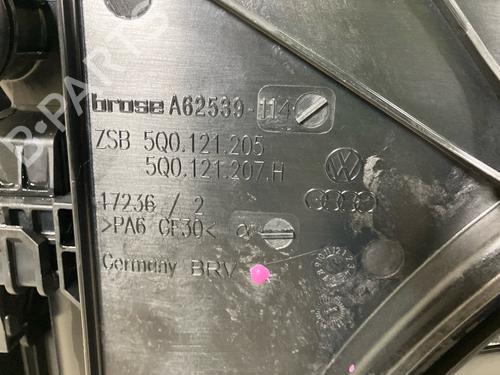 brose A62539-114
ZSB 5Q0.121.205
5Q0.121.207.H
17236 / 2
>PA6 GF30<
Germany BRV
B-PARTS